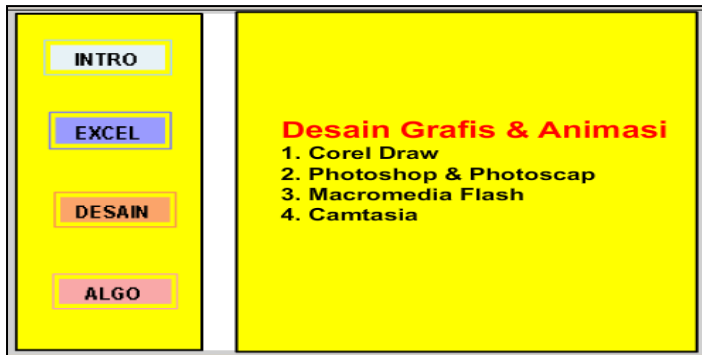 INTRO
EXCEL
DESAIN
ALGO
Desain Grafis & Animasi
1. Corel Draw
2. Photoshop & Photoscap
3. Macromedia Flash
4. Camtasia